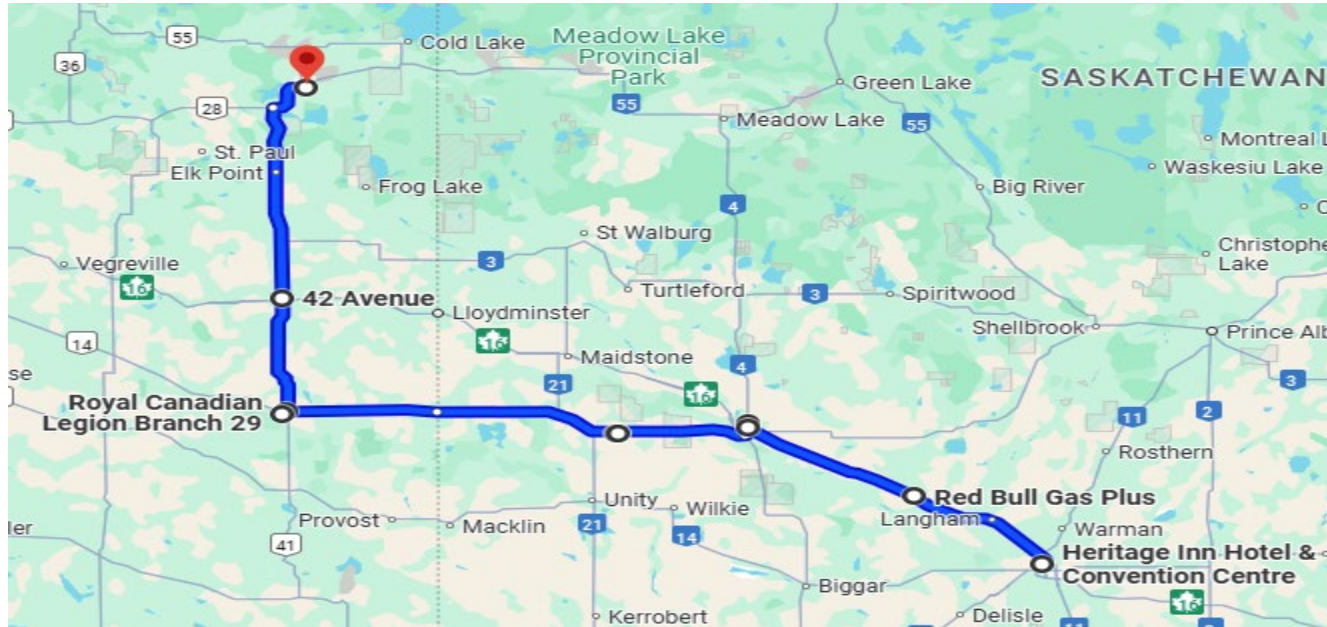 55
Cold Lake
Meadow Lake
Provincial
Park
36
Green Lake
SASKATCHEWAN
28
55
Meadow Lake
55
Montreal L
St. Paul
Waskesiu Lake
Elk Point
Frog Lake
Big River
4
C
St Walburg
Christophe
Lake
Vegreville
3
16
Turtleford
3
Spiritwood
42 Avenue
Lloydminster
Shellbrook
Prince Alb
14
16
Maidstone
4
se
21
16
3
Royal Canadian
Legion Branch 29
11
2
Rosthern
Red Bull Gas Plus
Unity
Wilkie
Langham
Provost
Macklin
21
Warman
ler
14
41
Heritage Inn Hotel &
Convention Centre
Biggar
16
Kerrobert
Delisle
11
2